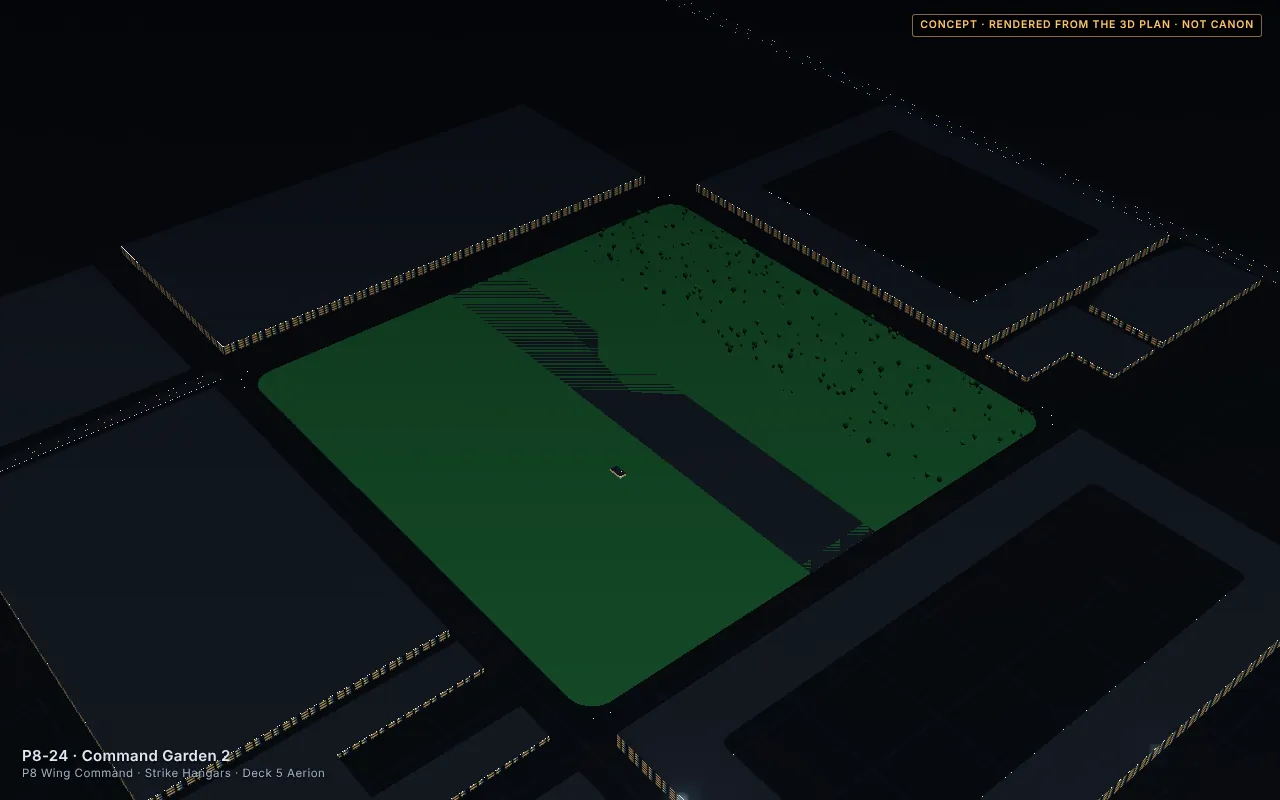 CONCEPT · RENDERED FROM THE 3D PLAN · NOT CANON
P8-24 · Command Garden 2
P8 Wing Command · Strike Hangars · Deck 5 Aerion